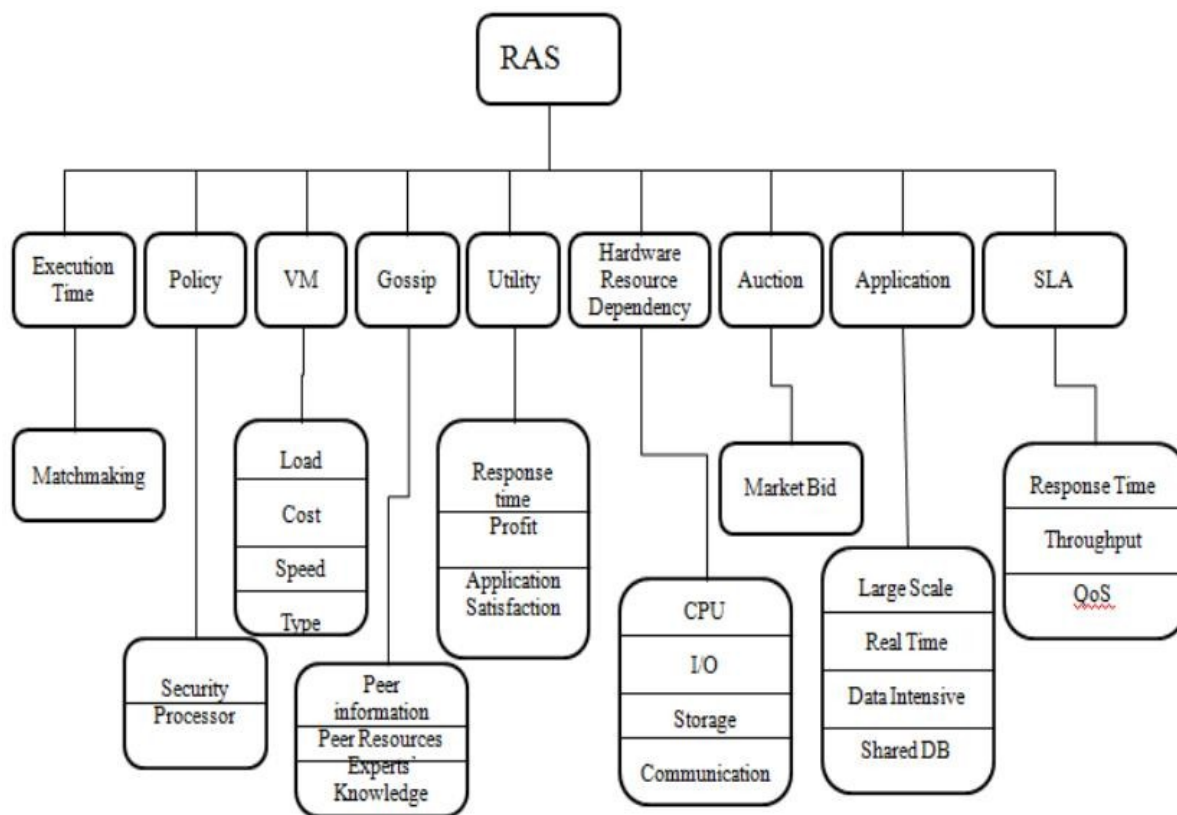 RAS
Execution
Time
Policy
VM
Gossip
Utility
Hardware
Resource
Dependency
Auction
Application
SLA
Matchmaking
Load
Cost
Speed
Type
Response
time
Profit
Application
Satisfaction
Market Bid
Response Time
Throughput
QoS
Security
Processor
Peer
information
Peer Resources
Experts'
Knowledge
CPU
I/O
Storage
Communication
Large Scale
Real Time
Data Intensive
Shared DB